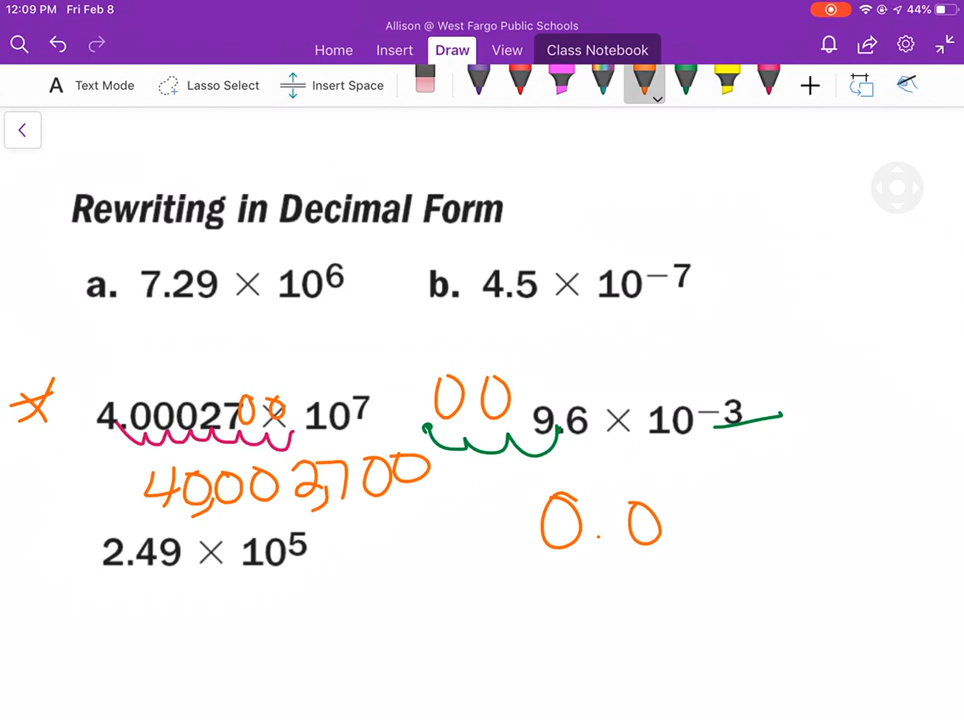 12:09 PM Fri Feb 8 44%
Allison @ West Fargo Public Schools
Home Insert Draw View Class Notebook
A Text Mode Lasso Select Insert Space
Rewriting in Decimal Form
a. 7.29 × 10⁶ b. 4.5 × 10⁻⁷
00
4.0002700 × 10⁷ 9.6 × 10⁻³
40,002,700
0.0
2.49 × 10⁵